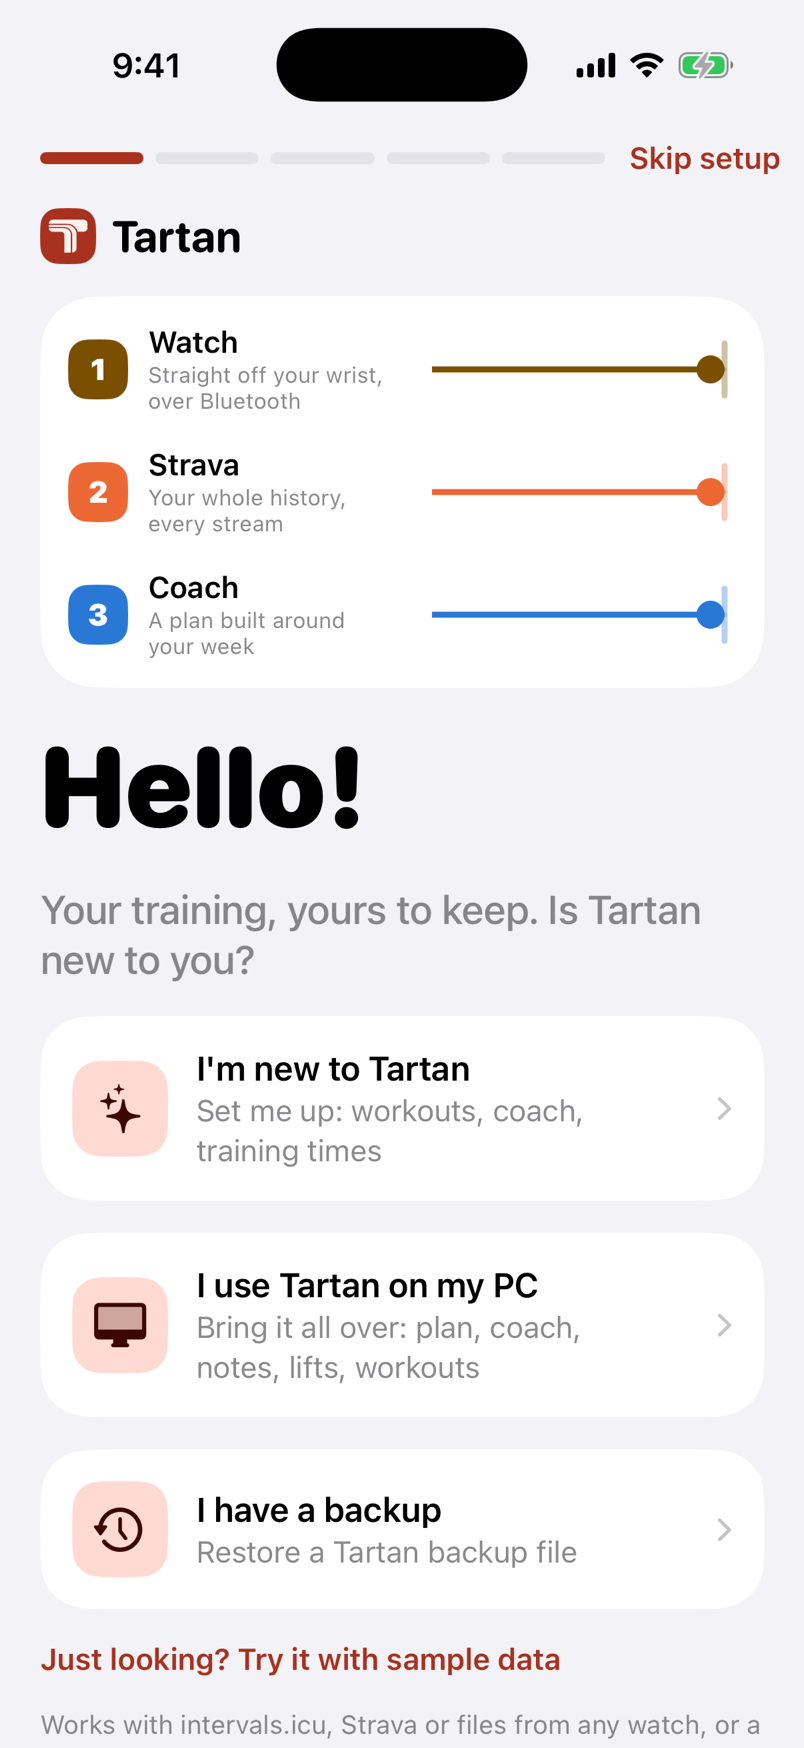 9:41
Skip setup
Tartan
1
Watch
Straight off your wrist,
over Bluetooth
2
Strava
Your whole history,
every stream
3
Coach
A plan built around
your week
Hello!
Your training, yours to keep. Is Tartan
new to you?
I'm new to Tartan
Set me up: workouts, coach,
training times
I use Tartan on my PC
Bring it all over: plan, coach,
notes, lifts, workouts
I have a backup
Restore a Tartan backup file
Just looking? Try it with sample data
Works with intervals.icu, Strava or files from any watch, or a